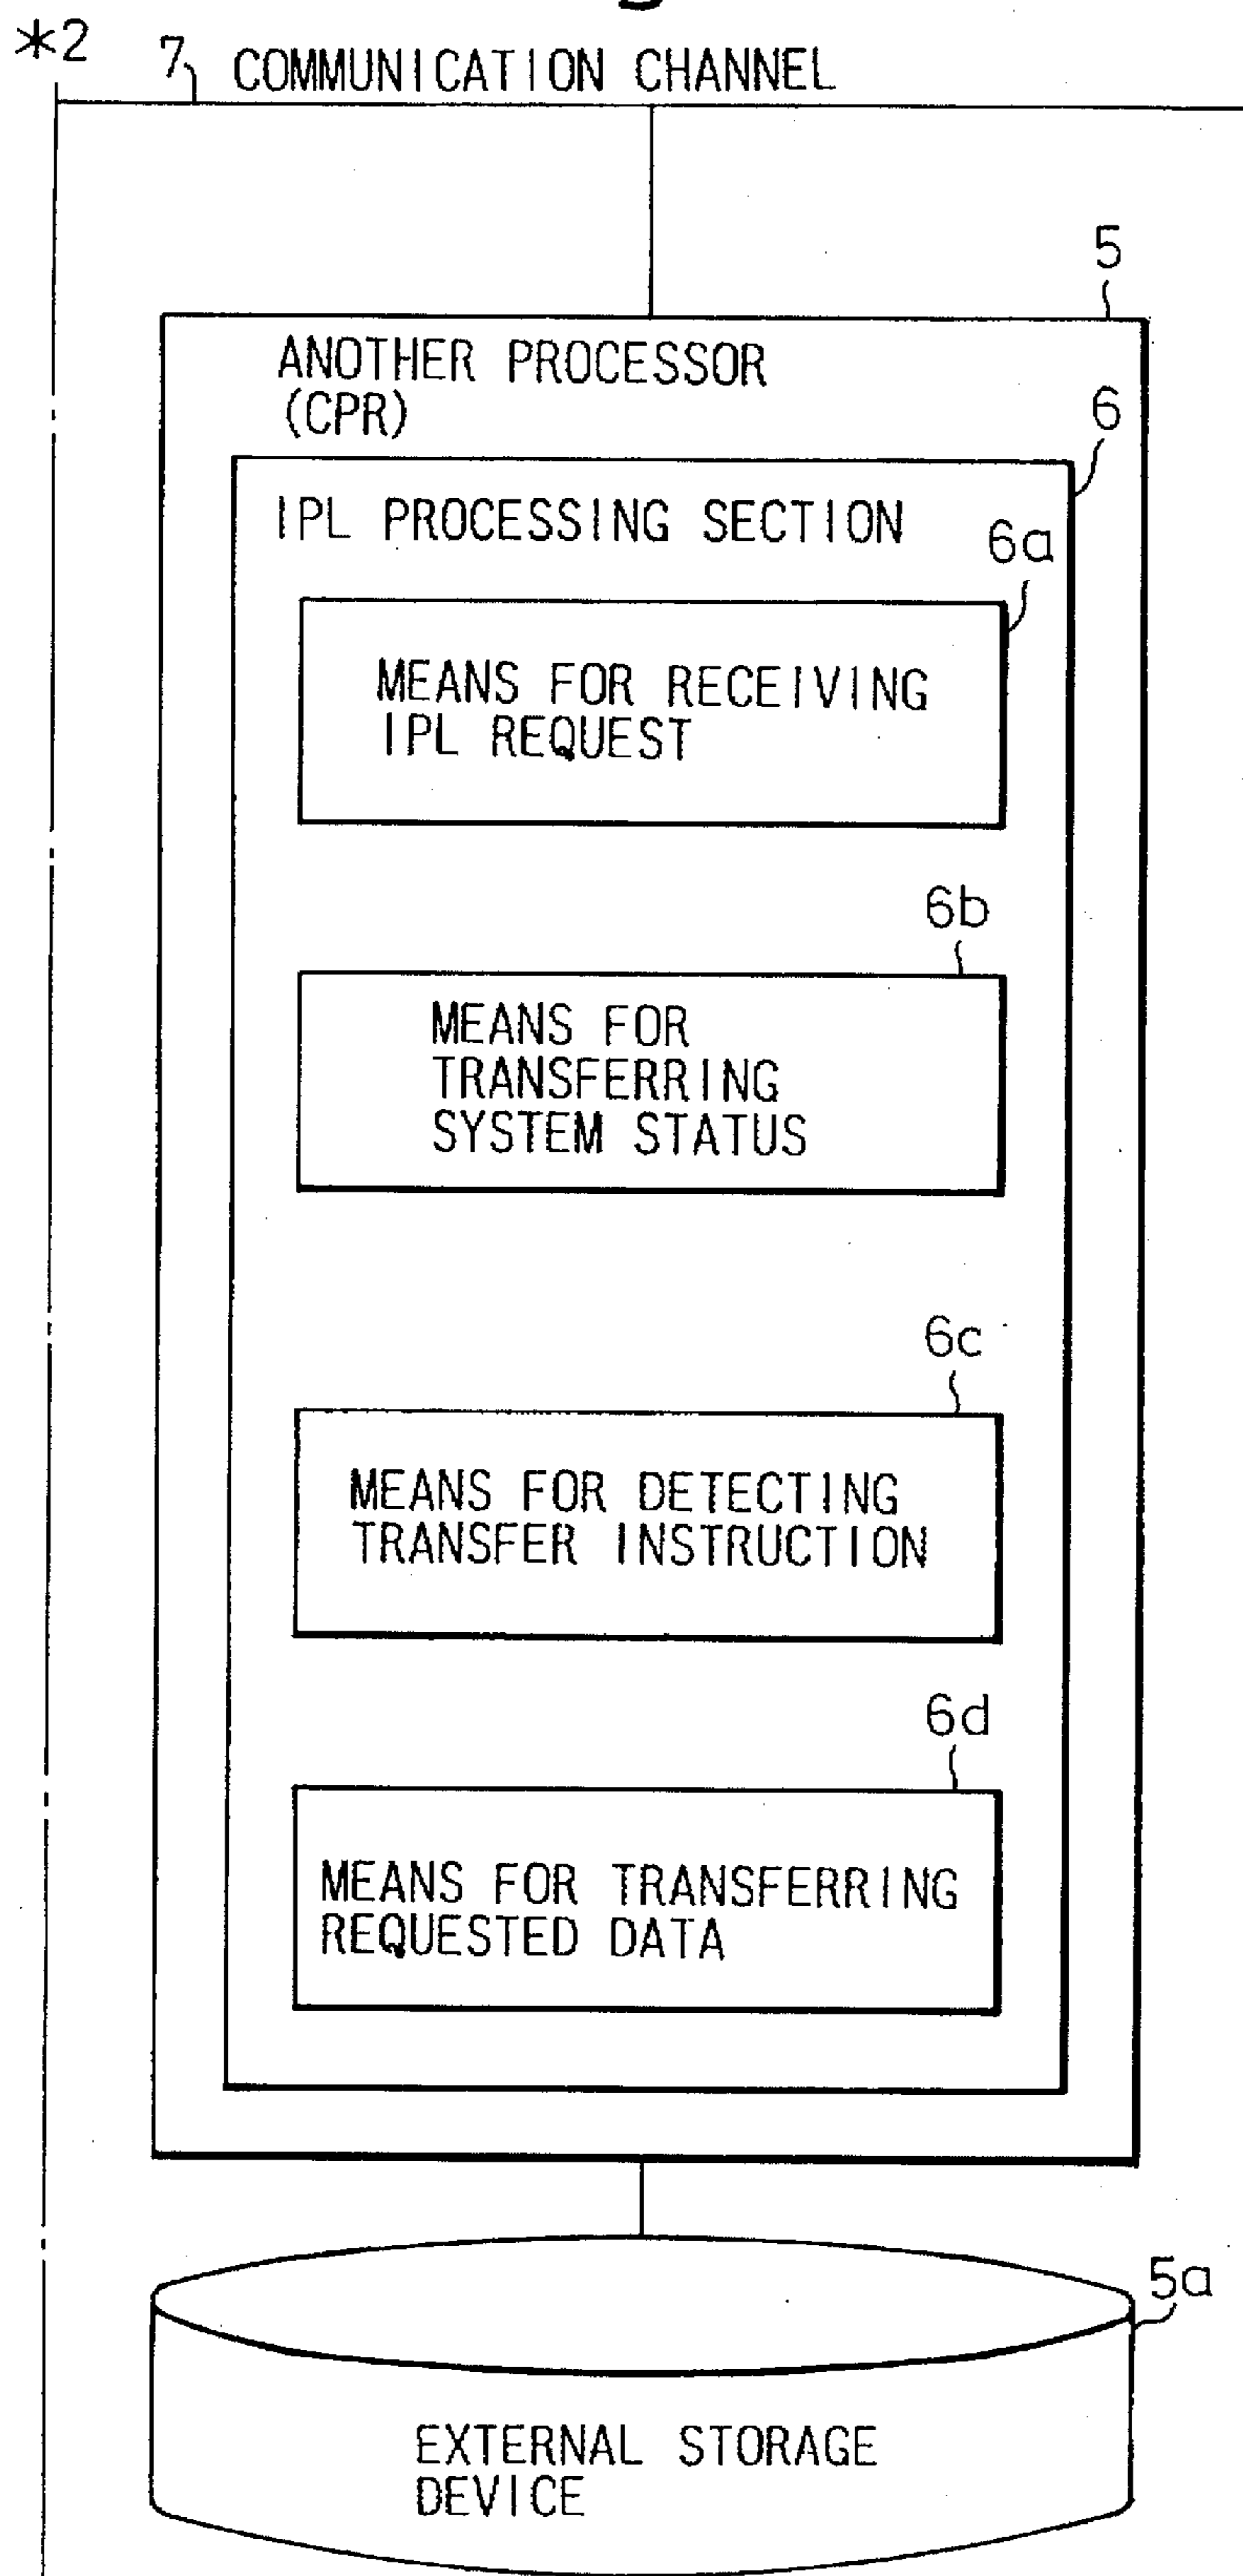 *2
7 COMMUNICATION CHANNEL
5
ANOTHER PROCESSOR
(CPR)
6
IPL PROCESSING SECTION
6a
MEANS FOR RECEIVING
IPL REQUEST
6b
MEANS FOR
TRANSFERRING
SYSTEM STATUS
6c
MEANS FOR DETECTING
TRANSFER INSTRUCTION
6d
MEANS FOR TRANSFERRING
REQUESTED DATA
5a
EXTERNAL STORAGE
DEVICE